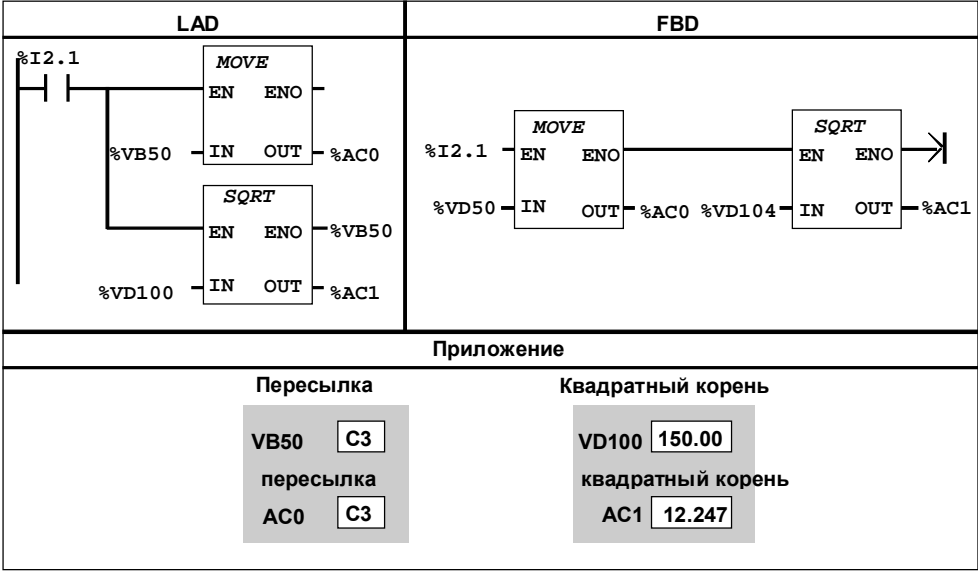 LAD
FBD
%I2.1
MOVE
EN ENO
%VB50 IN OUT %AC0
SQRT
EN ENO %VB50
%VD100 IN OUT %AC1
MOVE
%I2.1 EN ENO
%VD50 IN OUT %AC0
SQRT
EN ENO
%VD104 IN OUT %AC1
Приложение
Пересылка
VB50 C3
пересылка
AC0 C3
Квадратный корень
VD100 150.00
квадратный корень
AC1 12.247